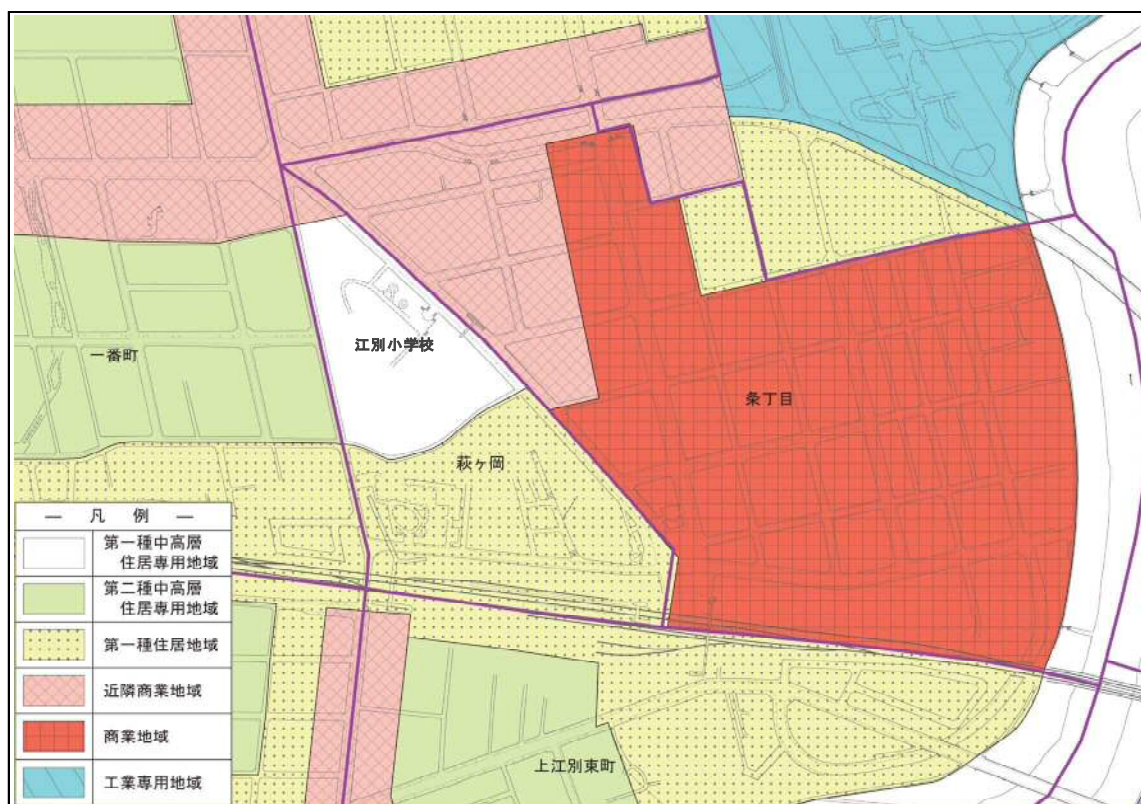 江別小学校
一番町
条丁目
萩ヶ岡
― 凡 例 ―
第一種中高層
住居専用地域
第二種中高層
住居専用地域
第一種住居地域
近隣商業地域
商業地域
工業専用地域
上江別東町